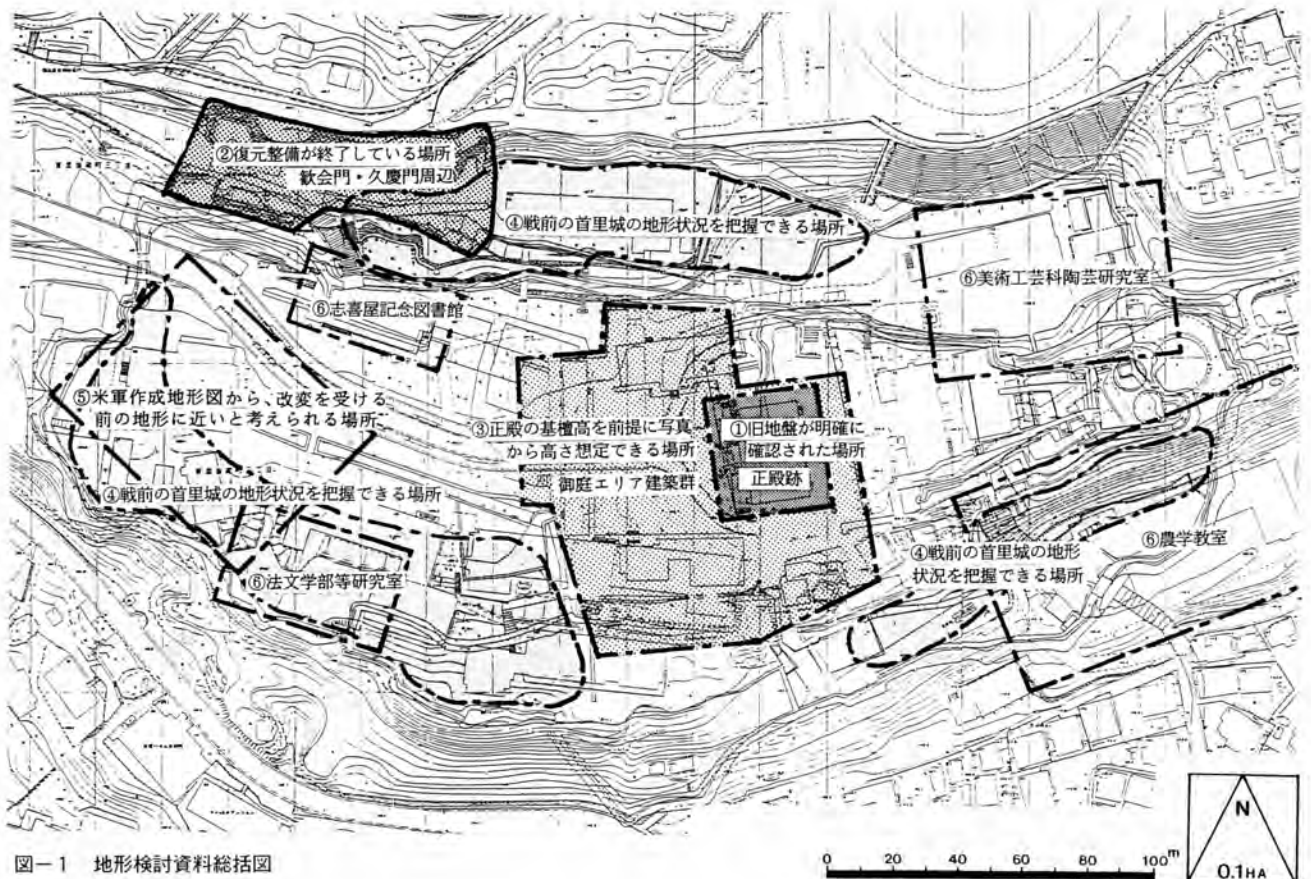 ②復元整備が終了している場所
歓会門・久慶門周辺
④戦前の首里城の地形状況を把握できる場所
⑥美術工芸科陶芸研究室
⑥志喜屋記念図書館
⑤米軍作成地形図から、改変を受ける
前の地形に近いと考えられる場所
③正殿の基檀高を前提に写真
から高さ想定できる場所
御庭エリア建築群
①旧地盤が明確に
確認された場所
正殿跡
④戦前の首里城の地形状況を把握できる場所
④戦前の首里城の地形
状況を把握できる場所
⑥農学教室
⑥法文学部等研究室
図－1 地形検討資料総括図
0 20 40 60 80 100m
N
0.1HA